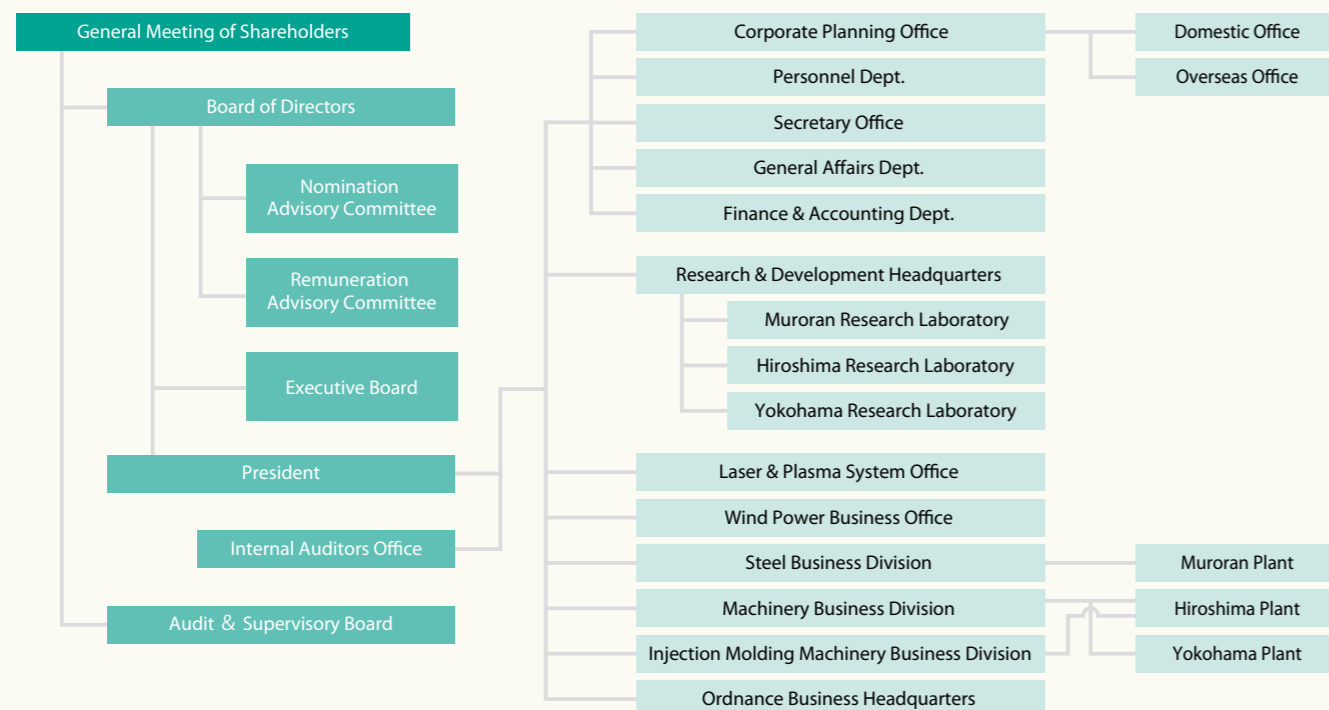 General Meeting of Shareholders
Board of Directors
Nomination
Advisory Committee
Remuneration
Advisory Committee
Executive Board
President
Internal Auditors Office
Audit & Supervisory Board
Corporate Planning Office
Personnel Dept.
Secretary Office
General Affairs Dept.
Finance & Accounting Dept.
Research & Development Headquarters
Muroran Research Laboratory
Hiroshima Research Laboratory
Yokohama Research Laboratory
Laser & Plasma System Office
Wind Power Business Office
Steel Business Division
Machinery Business Division
Injection Molding Machinery Business Division
Ordnance Business Headquarters
Domestic Office
Overseas Office
Muroran Plant
Hiroshima Plant
Yokohama Plant